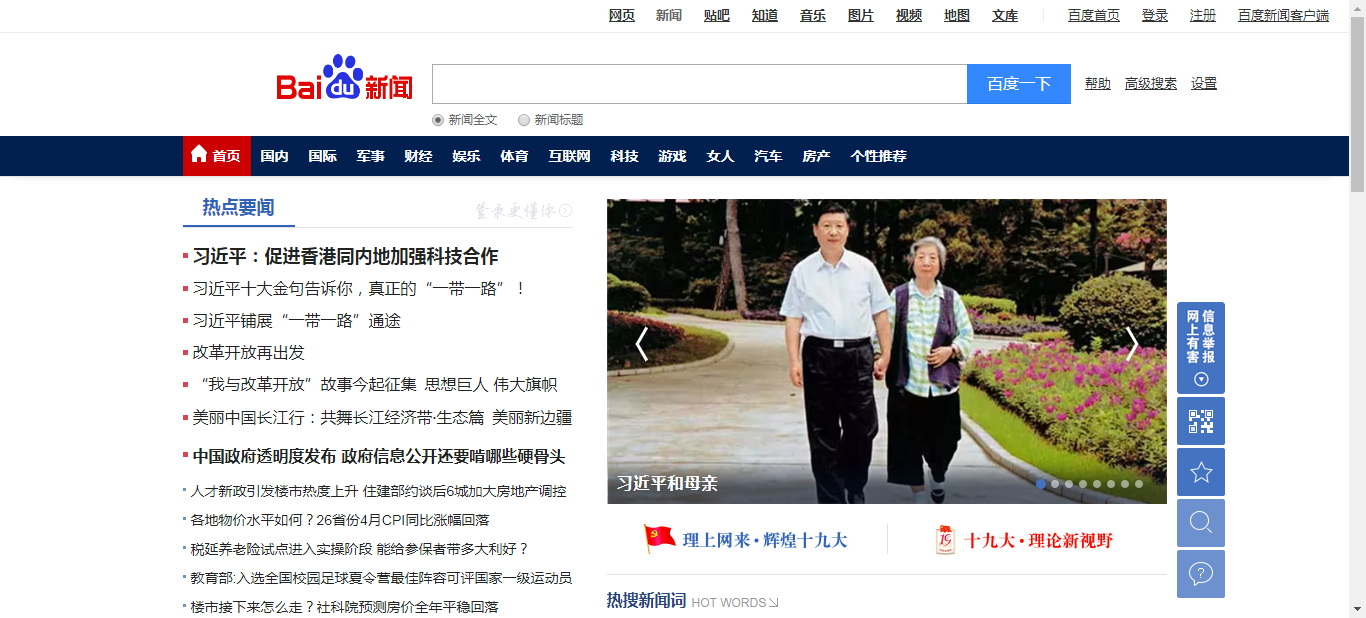 网页 新闻 贴吧 知道 音乐 图片 视频 地图 文库 百度首页 登录 注册 百度新闻客户端
Bai du 新闻
百度一下 帮助 高级搜索 设置
新闻全文 新闻标题
首页 国内 国际 军事 财经 娱乐 体育 互联网 科技 游戏 女人 汽车 房产 个性推荐
热点要闻 登录更懂你
习近平：促进香港同内地加强科技合作
习近平十大金句告诉你，真正的“一带一路”！
习近平铺展“一带一路”通途
改革开放再出发
“我与改革开放”故事今起征集 思想巨人 伟大旗帜
美丽中国长江行：共舞长江经济带·生态篇 美丽新边疆
中国政府透明度发布 政府信息公开还要啃哪些硬骨头
人才新政引发楼市热度上升 住建部约谈后6城加大房地产调控
各地物价水平如何？26省份4月CPI同比涨幅回落
税延养老险试点进入实操阶段 能给参保者带多大利好？
教育部:入选全国校园足球夏令营最佳阵容可评国家一级运动员
楼市接下来怎么走？社科院预测房价全年平稳回落
习近平和母亲
理上网来·辉煌十九大
19
十九大·理论新视野
热搜新闻词 HOT WORDS
网上有害
信息举报